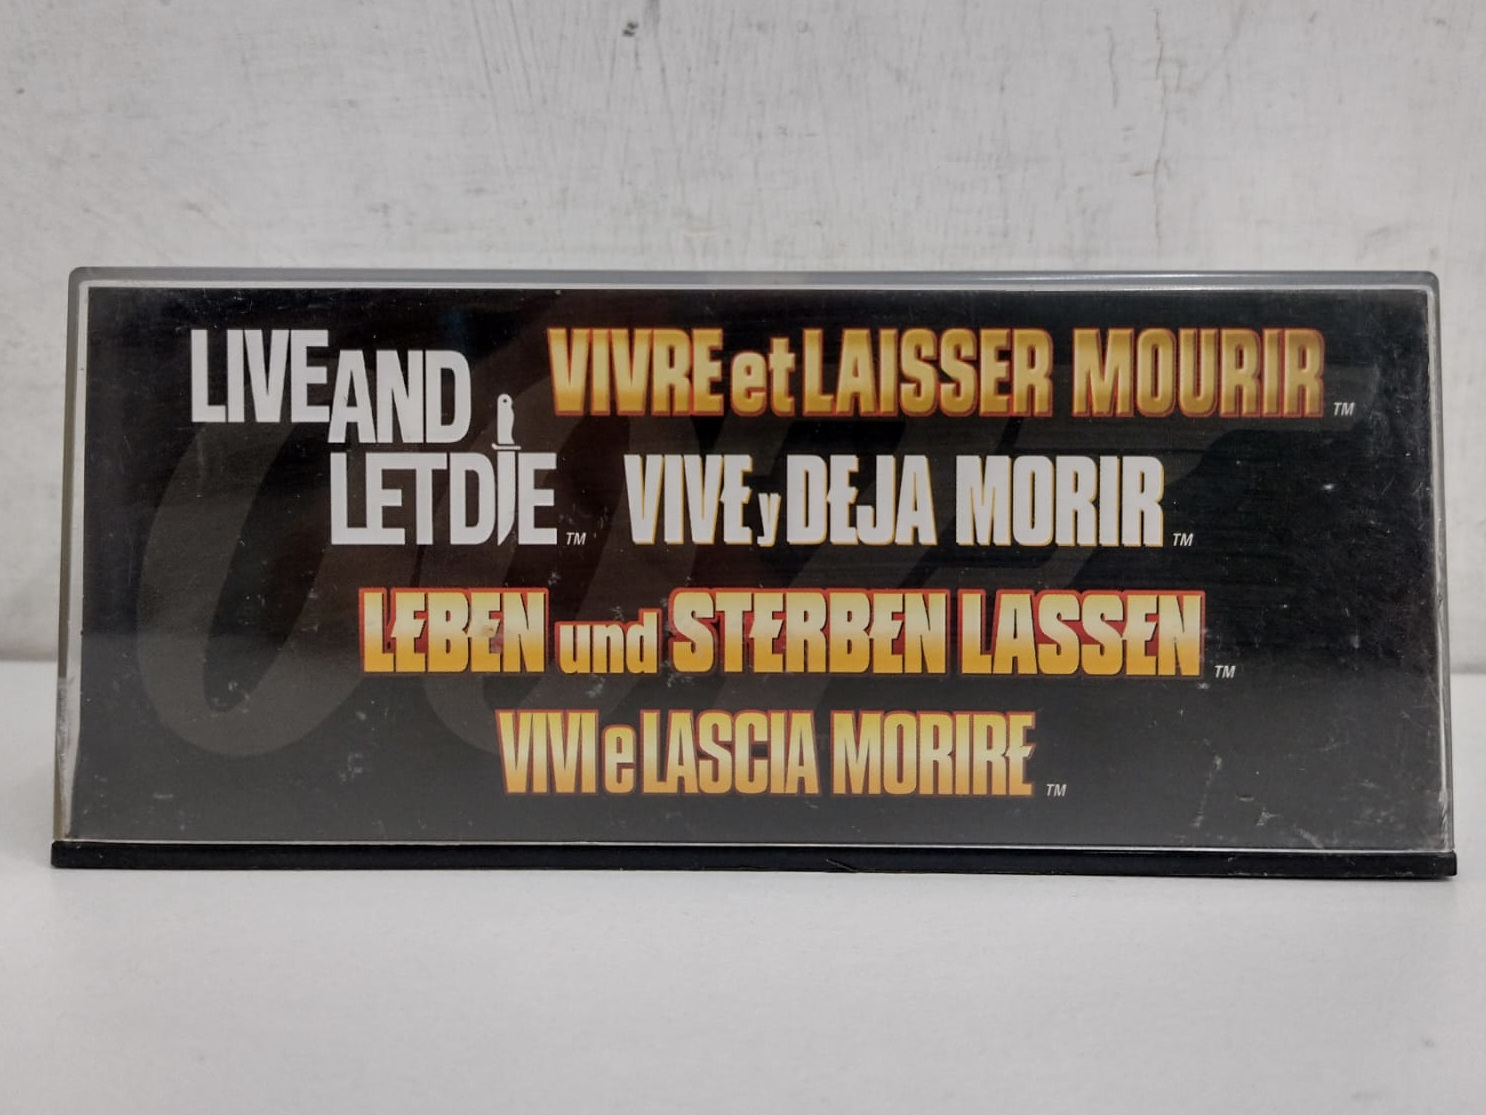 LIVE AND
LET DIE ™
VIVRE et LAISSER MOURIR ™
VIVE y DEJA MORIR ™
LEBEN und STERBEN LASSEN ™
VIVI e LASCIA MORIRE ™